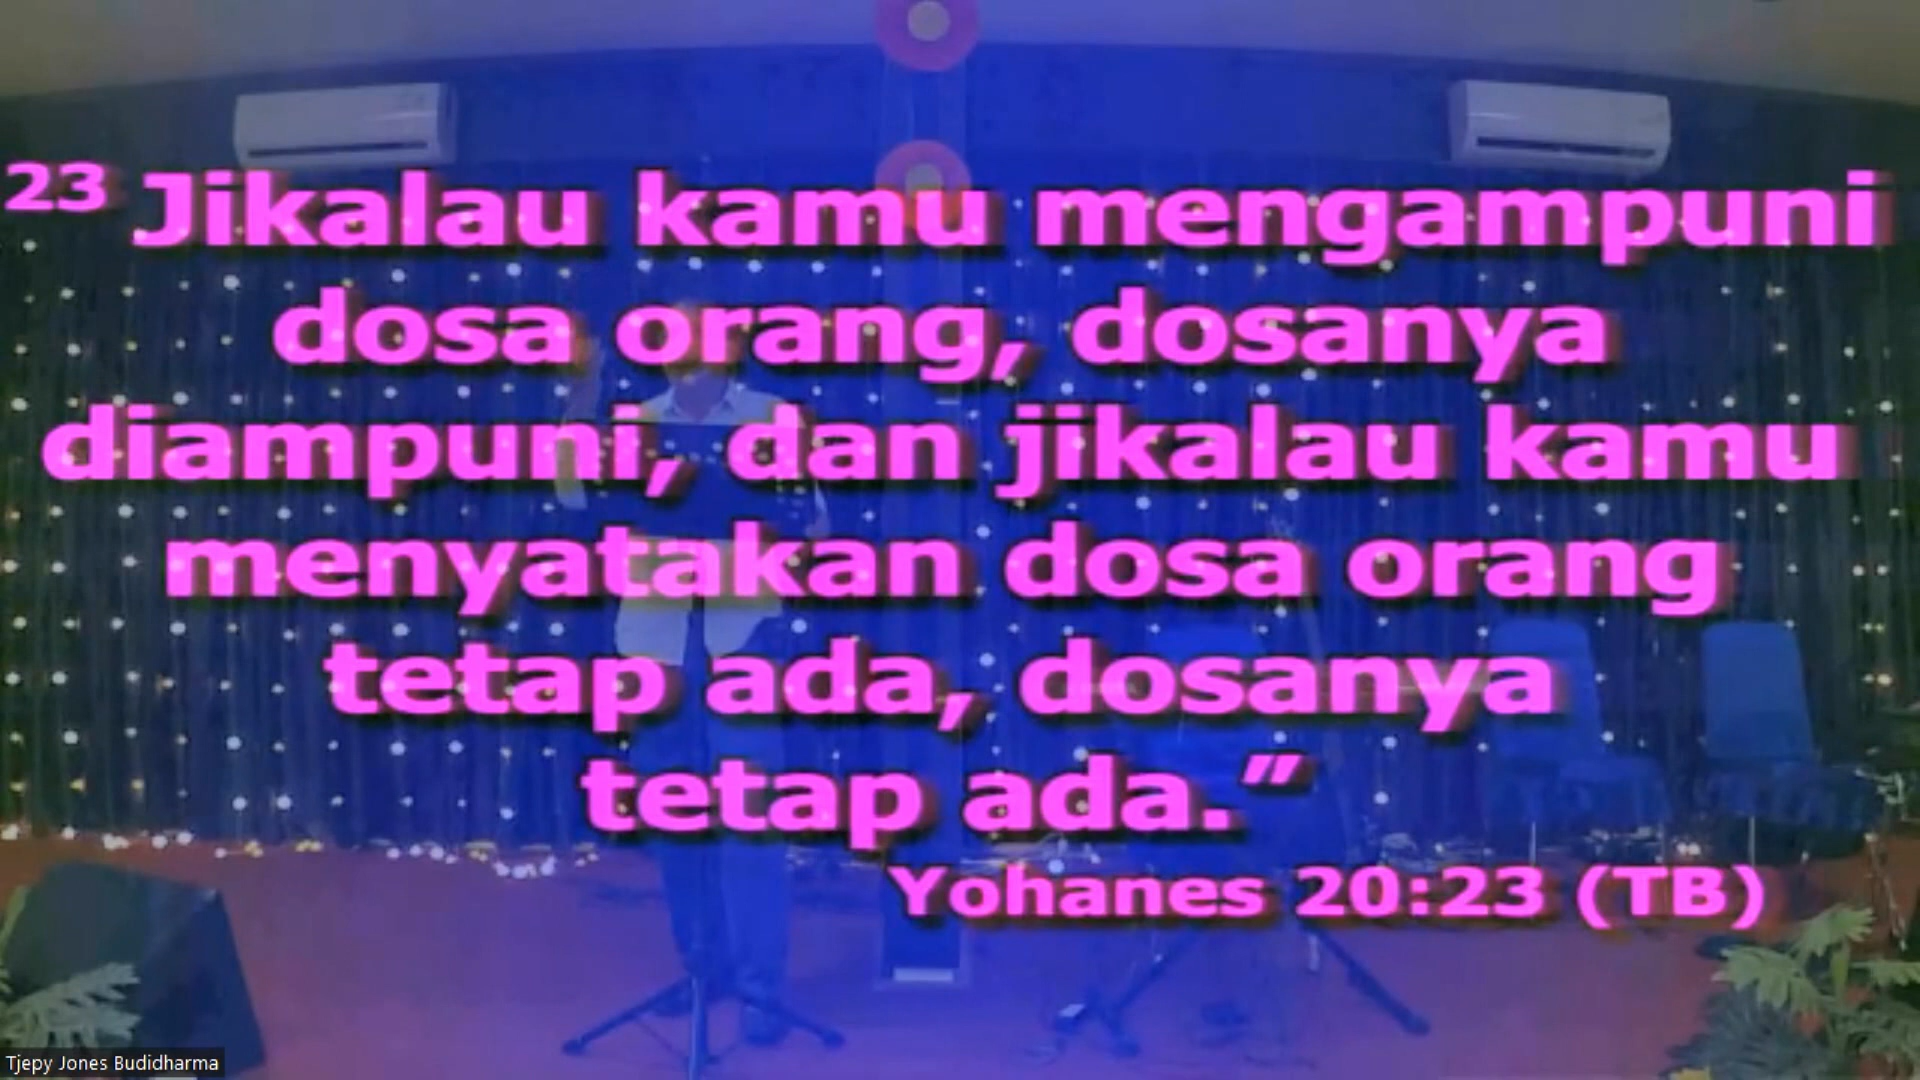 23 Jikalau kamu mengampuni
dosa orang, dosanya
diampuni, dan jikalau kamu
menyatakan dosa orang
tetap ada, dosanya
tetap ada.”
Yohanes 20:23 (TB)
Tjepy Jones Budidharma